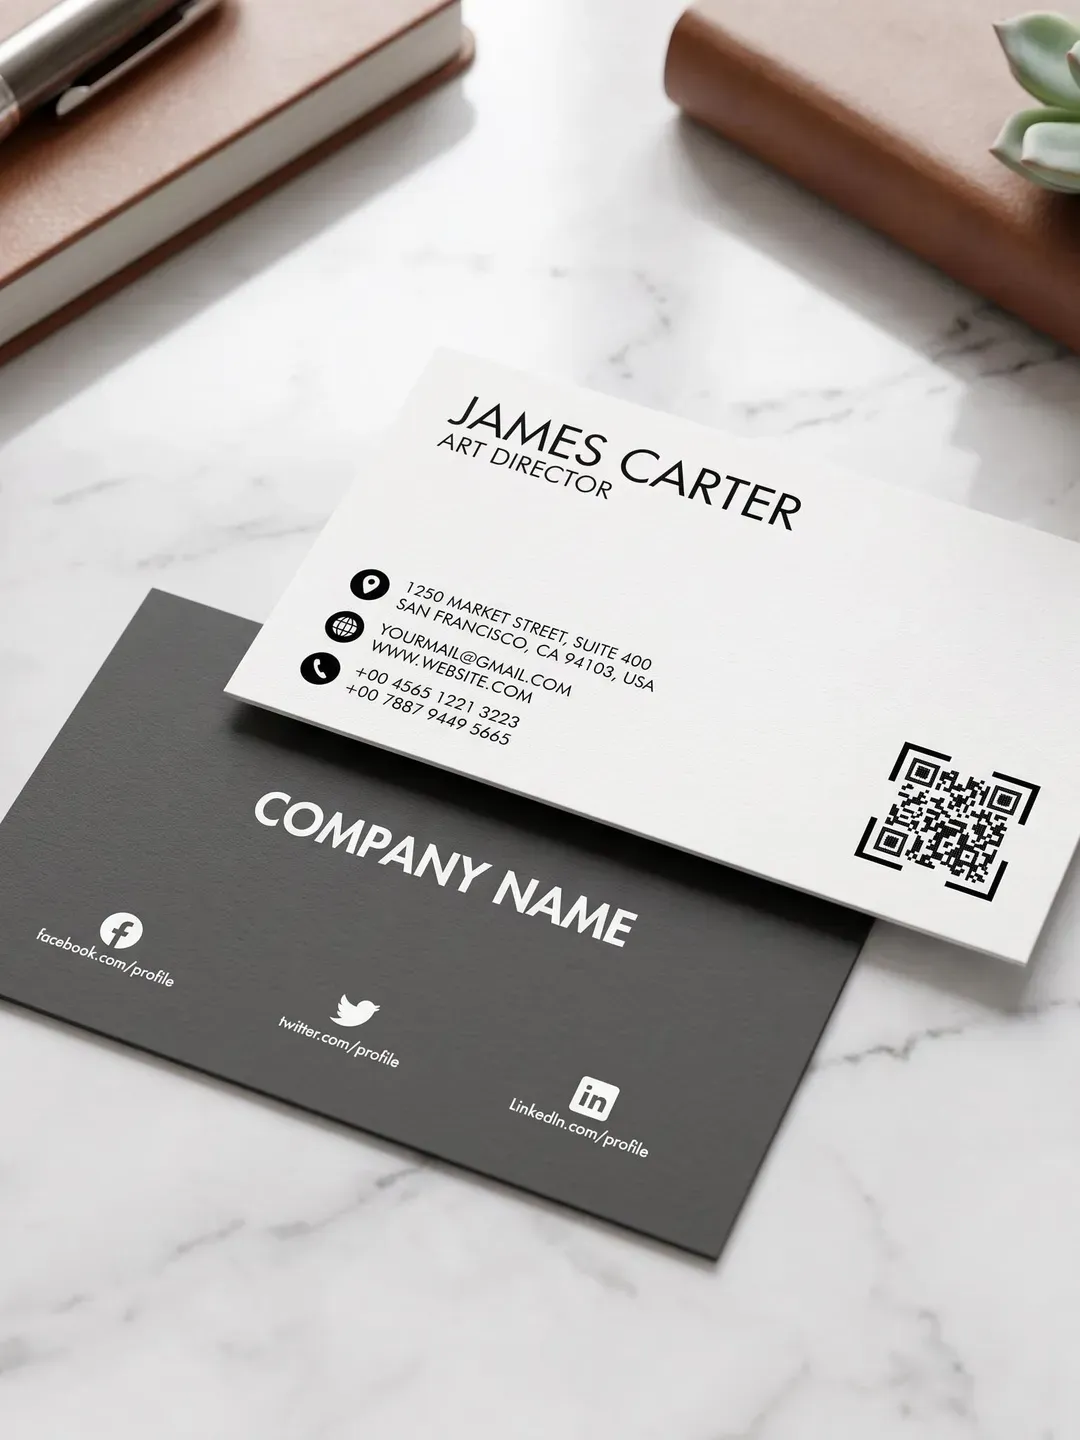 JAMES CARTER
ART DIRECTOR
1250 MARKET STREET, SUITE 400
SAN FRANCISCO, CA 94103, USA
YOURMAIL@GMAIL.COM
WWW.WEBSITE.COM
+00 4565 1221 3223
+00 7887 9449 5665
COMPANY NAME
facebook.com/profile
twitter.com/profile
in
LinkedIn.com/profile